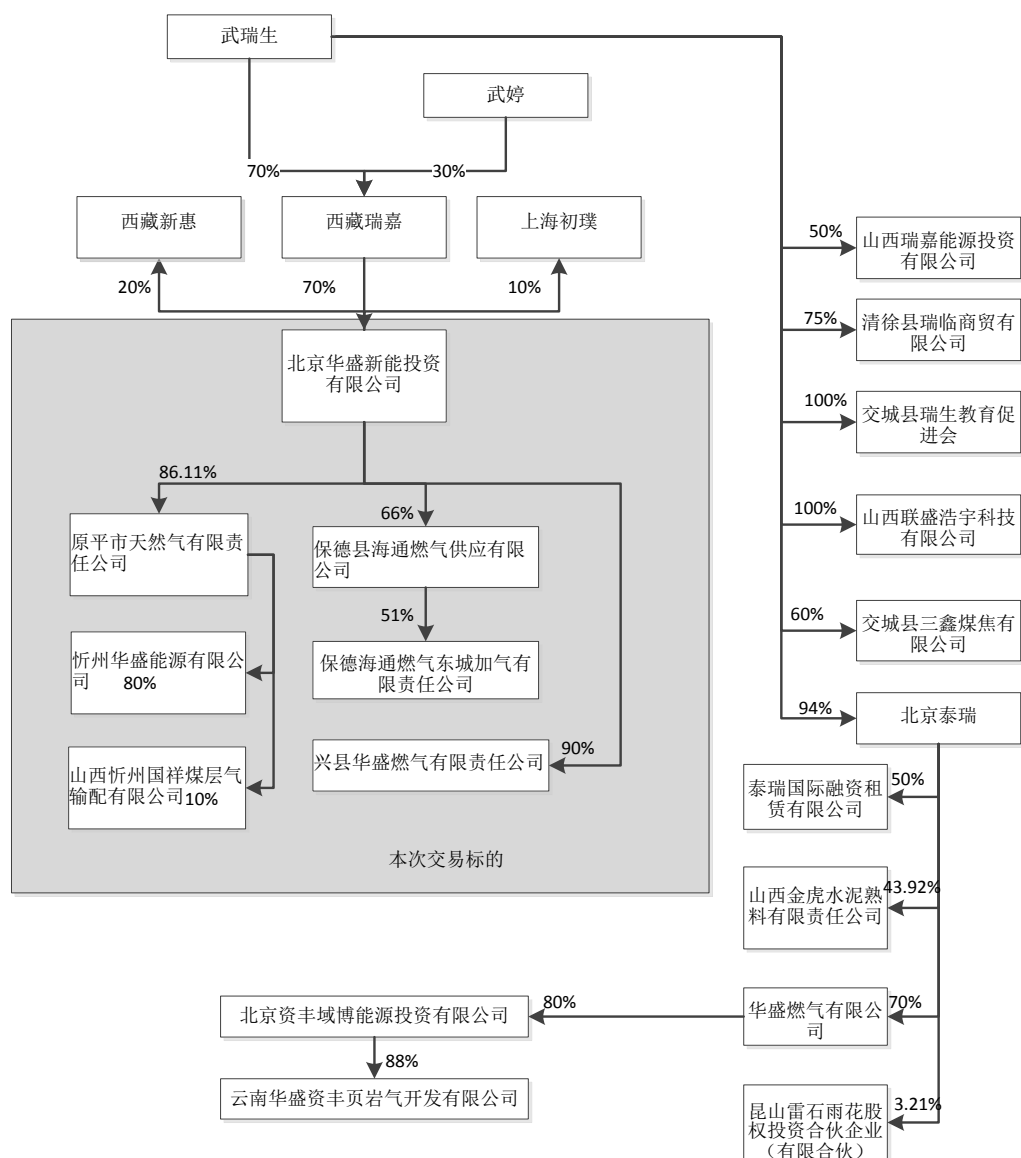 武瑞生
武婷
70%
30%
西藏新惠
西藏瑞嘉
上海初璞
20%
70%
10%
北京华盛新能投资
有限公司
86.11%
66%
原平市天然气有限责
任公司
保德县海通燃气供应有限
公司
51%
忻州华盛能源有限公
司 80%
保德海通燃气东城加气有
限责任公司
山西忻州国祥煤层气
输配有限公司10%
兴县华盛燃气有限责任公司
90%
本次交易标的
50%
山西瑞嘉能源投资
有限公司
75%
清徐县瑞临商贸有
限公司
100%
交城县瑞生教育促
进会
100%
山西联盛浩宇科技
有限公司
60%
交城县三鑫煤焦有
限公司
94%
北京泰瑞
50%
泰瑞国际融资租
赁有限公司
43.92%
山西金虎水泥熟
料有限责任公司
70%
华盛燃气有限公
司
80%
北京资丰域博能源投资有限公司
88%
云南华盛资丰页岩气开发有限公司
3.21%
昆山雷石雨花股
权投资合伙企业
（有限合伙）